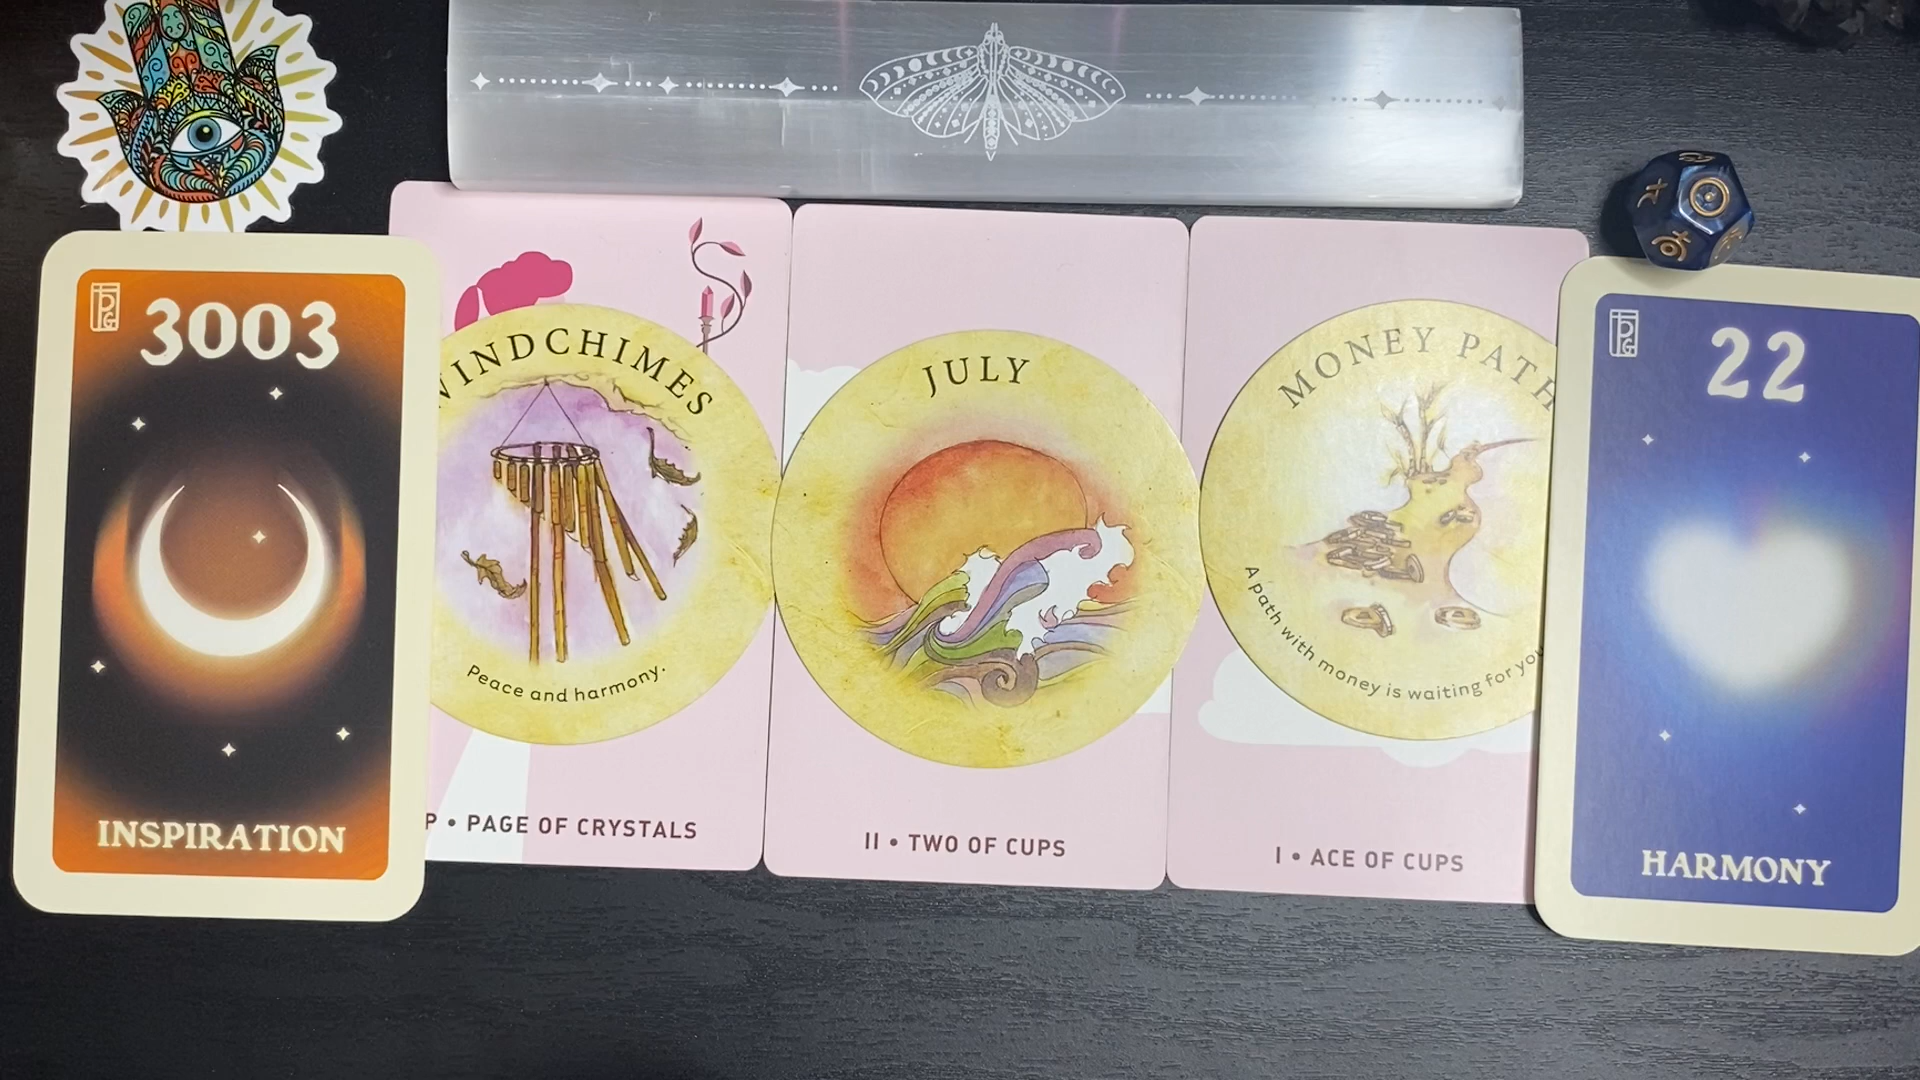 3003
INSPIRATION
WINDCHIMES
Peace and harmony.
P • PAGE OF CRYSTALS
JULY
II • TWO OF CUPS
MONEY PATH
A path with money is waiting for you
I • ACE OF CUPS
22
HARMONY